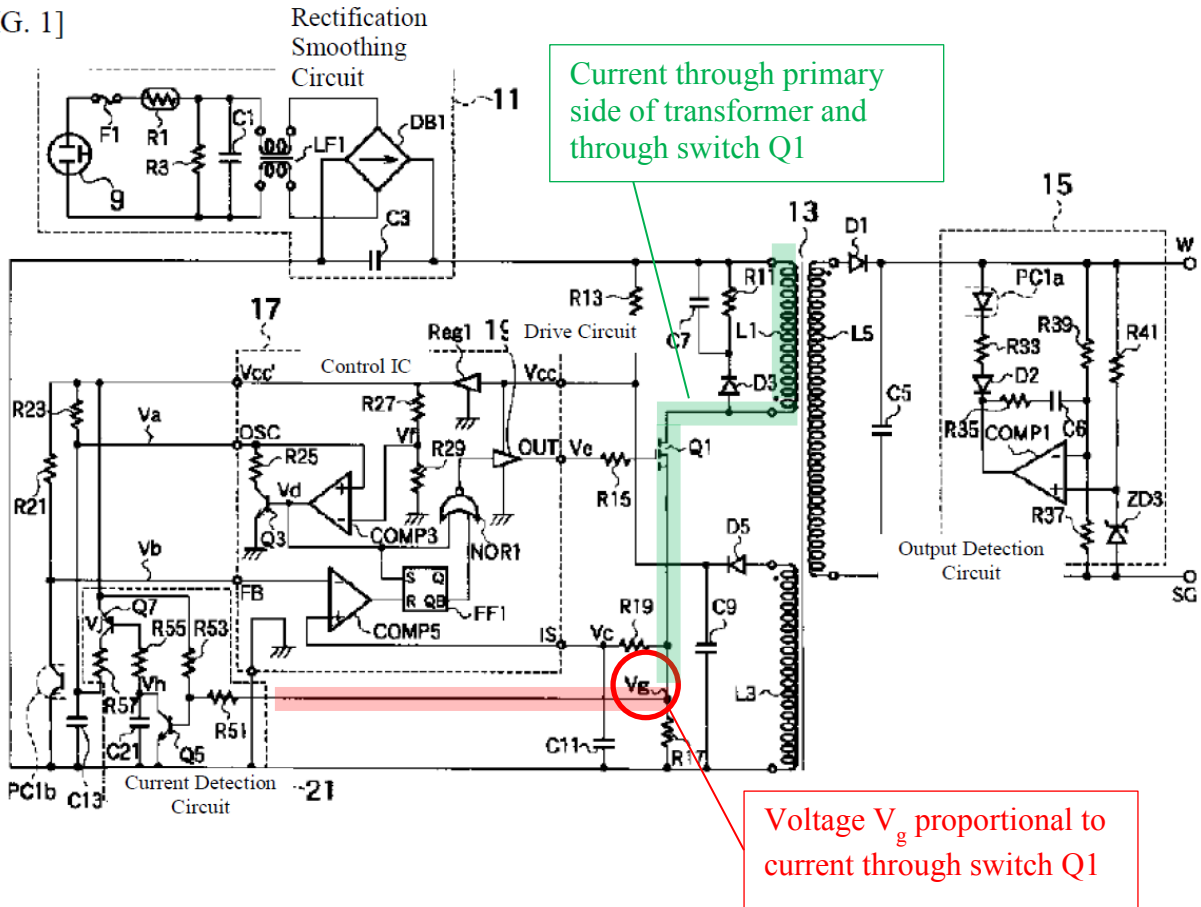 G. 1]
Rectification
Smoothing
Circuit
11
F1
R1
C1
R3
LF1
DB1
9
C3
Current through primary
side of transformer and
through switch Q1
13
15
D1
W
R13
C7
R11
L1
L5
D3
PC1a
R33
D2
R39
R41
R35
C6
COMP1
C5
R37
ZD3
Output Detection
Circuit
SG
17
Reg1
19
Drive Circuit
Control IC
Vcc'
Vcc
R23
R27
Va
OSC
Vf
R25
R29
OUT
Ve
Q1
R21
Vd
R15
Q3
COMP3
NOR1
D5
Vb
FB
S Q
R QB
FF1
COMP5
Q7
R55
R53
IS
Vc
R19
C9
L3
Vh
R57
Vg
R51
C11
R17
C21
Q5
PC1b
C13
Current Detection
Circuit
21
Voltage Vg proportional to
current through switch Q1